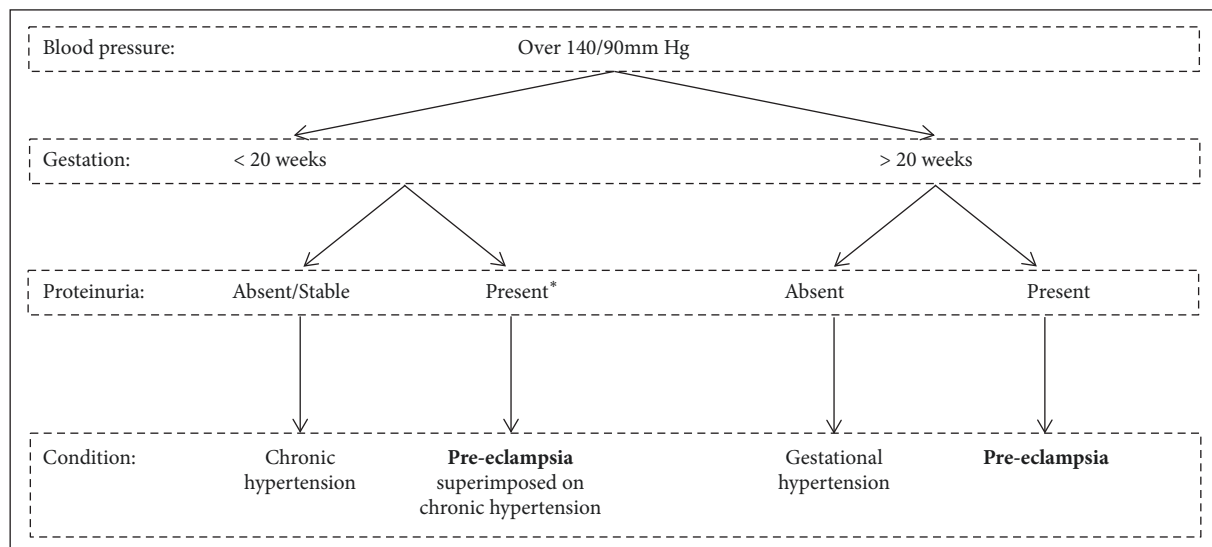 Blood pressure: Over 140/90mm Hg
Gestation: < 20 weeks > 20 weeks
Proteinuria: Absent/Stable Present* Absent Present
Condition: Chronic hypertension Pre-eclampsia superimposed on chronic hypertension Gestational hypertension Pre-eclampsia